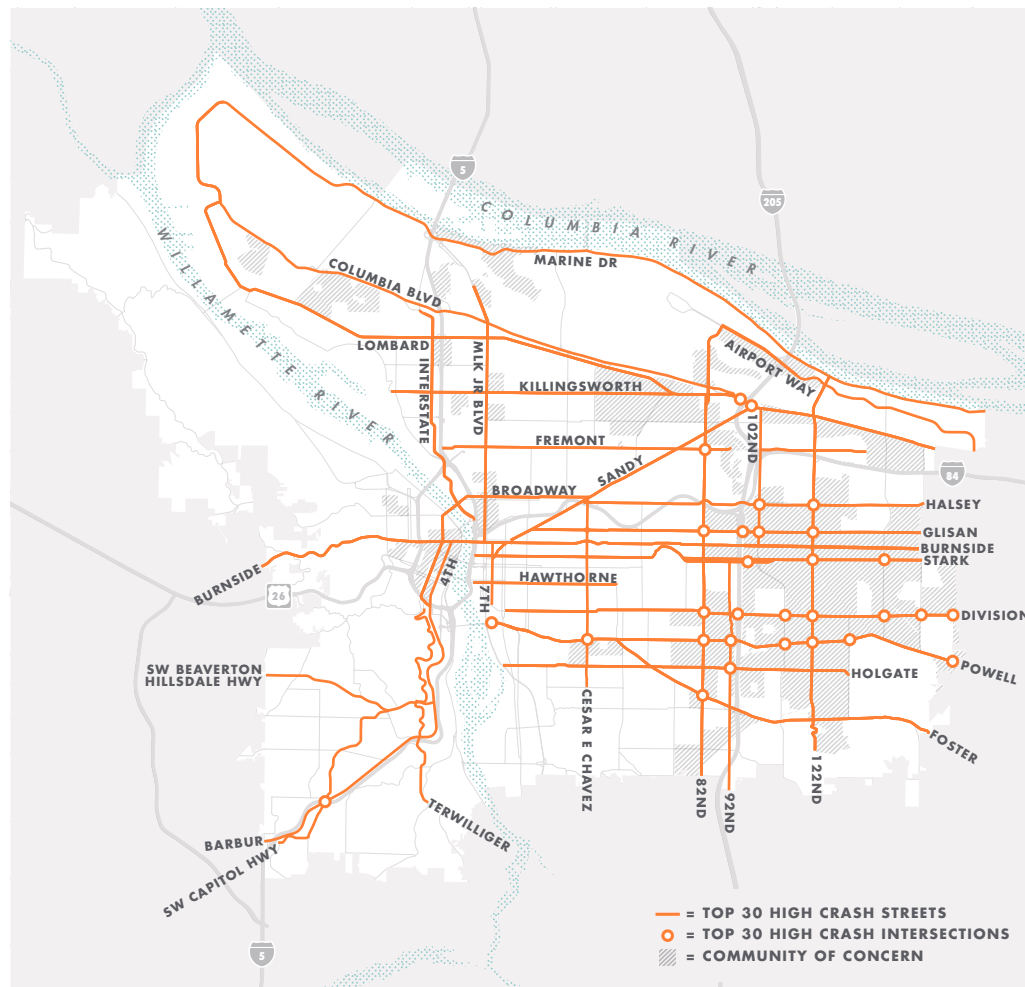 5
205
COLUMBIA RIVER
MARINE DR
WILLAMETTE RIVER
COLUMBIA BLVD
LOMBARD
INTERSTATE
MLK JR BLVD
AIRPORT WAY
KILLINGSWORTH
102ND
FREMONT
SANDY
84
BROADWAY
HALSEY
GLISAN
BURNSIDE
STARK
BURNSIDE
4TH
7TH
HAWTHORNE
26
DIVISION
SW BEAVERTON
HILLSDALE HWY
POWELL
HOLGATE
CESAR E CHAVEZ
FOSTER
82ND
92ND
122ND
TERWILLIGER
BARBUR
SW CAPITOL HWY
5
= TOP 30 HIGH CRASH STREETS
= TOP 30 HIGH CRASH INTERSECTIONS
= COMMUNITY OF CONCERN